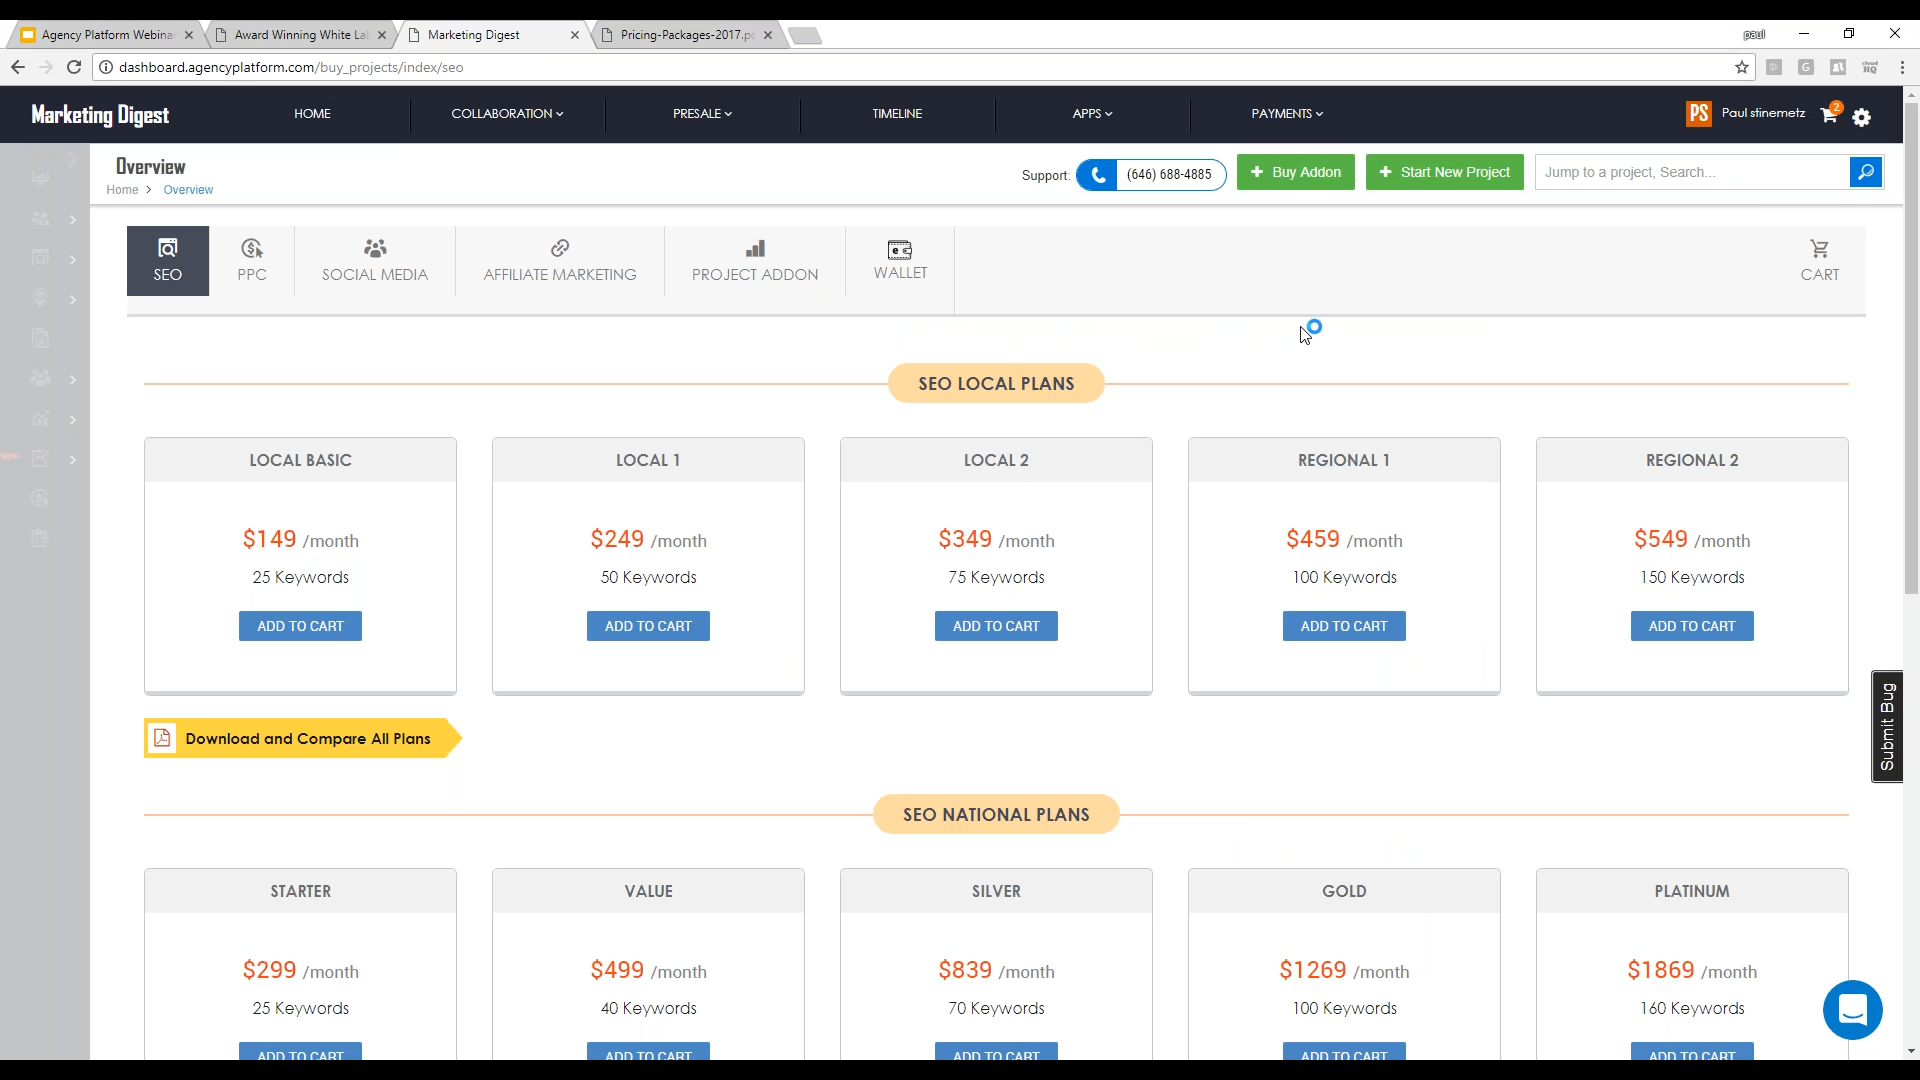 Agency Platform Webina
Award Winning White La
Marketing Digest
Pricing-Packages-2017.p
paul
dashboard.agencyplatform.com/buy_projects/index/seo
Marketing Digest
HOME
COLLABORATION
PRESALE
TIMELINE
APPS
PAYMENTS
PS
Paul stinemetz
2
Overview
Home > Overview
Support:
(646) 688-4885
+ Buy Addon
+ Start New Project
Jump to a project, Search...
SEO
PPC
SOCIAL MEDIA
AFFILIATE MARKETING
PROJECT ADDON
WALLET
CART
SEO LOCAL PLANS
LOCAL BASIC
LOCAL 1
LOCAL 2
REGIONAL 1
REGIONAL 2
$149 /month
$249 /month
$349 /month
$459 /month
$549 /month
25 Keywords
50 Keywords
75 Keywords
100 Keywords
150 Keywords
ADD TO CART
ADD TO CART
ADD TO CART
ADD TO CART
ADD TO CART
Download and Compare All Plans
Submit Bug
SEO NATIONAL PLANS
STARTER
VALUE
SILVER
GOLD
PLATINUM
$299 /month
$499 /month
$839 /month
$1269 /month
$1869 /month
25 Keywords
40 Keywords
70 Keywords
100 Keywords
160 Keywords
ADD TO CART
ADD TO CART
ADD TO CART
ADD TO CART
ADD TO CART